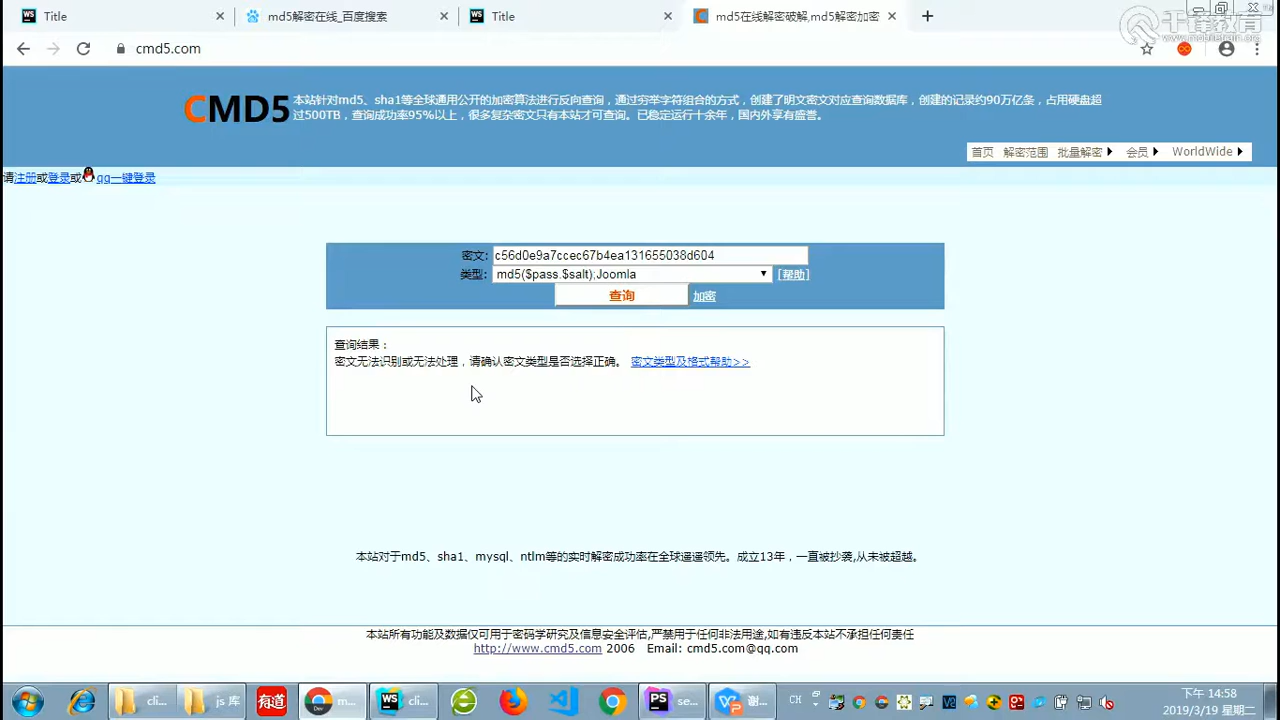 Title
md5解密在线_百度搜素
Title
md5在线解密破解,md5解密加密
千锋教育
www.mobiletrain.org
cmd5.com
CMD5
本站针对md5、sha1等全球通用公开的加密算法进行反向查询，通过穷举字符组合的方式，创建了明文密文对应查询数据库，创建的记录约90万亿条，占用硬盘超
过500TB，查询成功率95%以上，很多复杂密文只有本站才可查询。已稳定运行十余年，国内外享有盛誉。
首页 解密范围 批量解密 会员 WorldWide
请注册或登录或qq一键登录
密文: c56d0e9a7ccec67b4ea131655038d604
类型: md5($pass.$salt);Joomla [帮助]
查询 加密
查询结果：
密文无法识别或无法处理，请确认密文类型是否选择正确。 密文类型及格式帮助>>
本站对于md5、sha1、mysql、ntlm等的实时解密成功率在全球遥遥领先。成立13年，一直被抄袭,从未被超越。
本站所有功能及数据仅可用于密码学研究及信息安全评估,严禁用于任何非法用途,如有违反本站不承担任何责任
http://www.cmd5.com 2006 Email: cmd5.com@qq.com
cli...
js 库
有道
m...
cli...
se...
谢...
CH
下午 14:58
2019/3/19 星期二